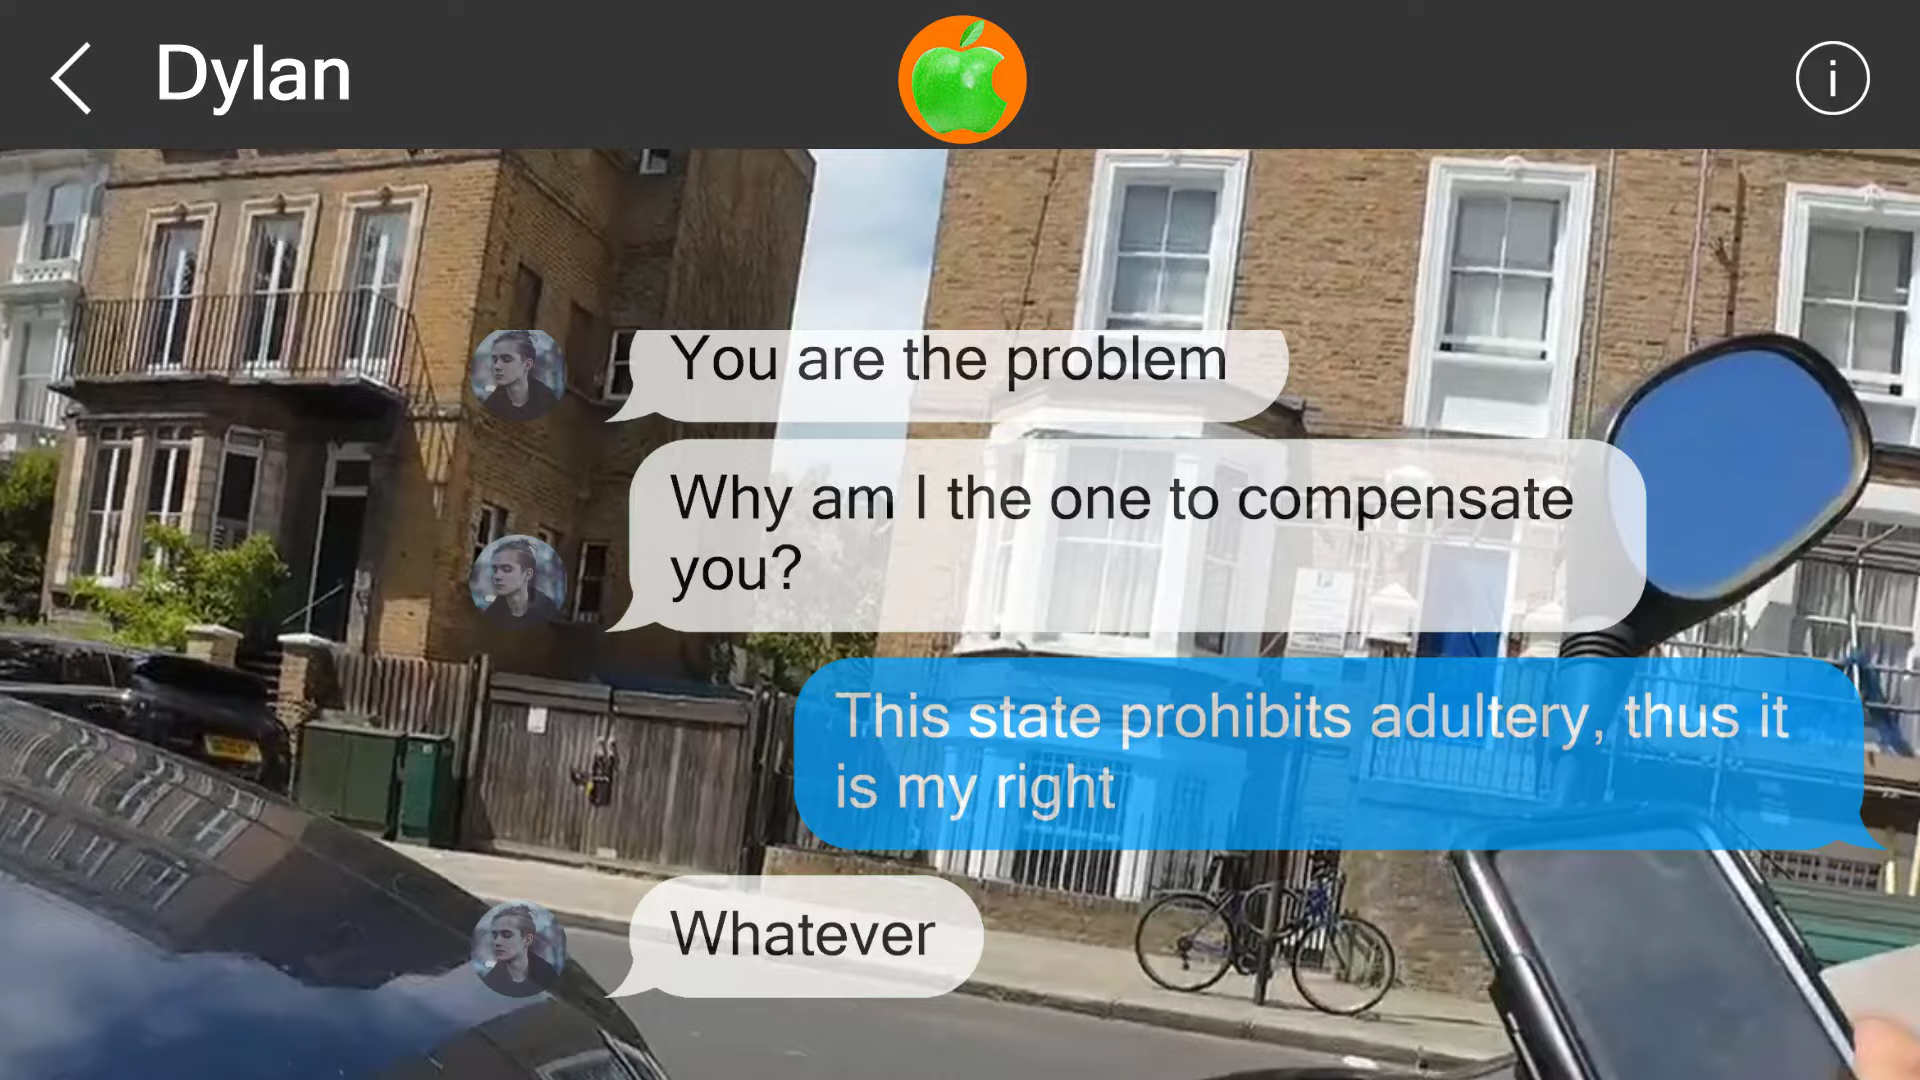 Dylan
You are the problem
Why am I the one to compensate
you?
This state prohibits adultery, thus it
is my right
Whatever